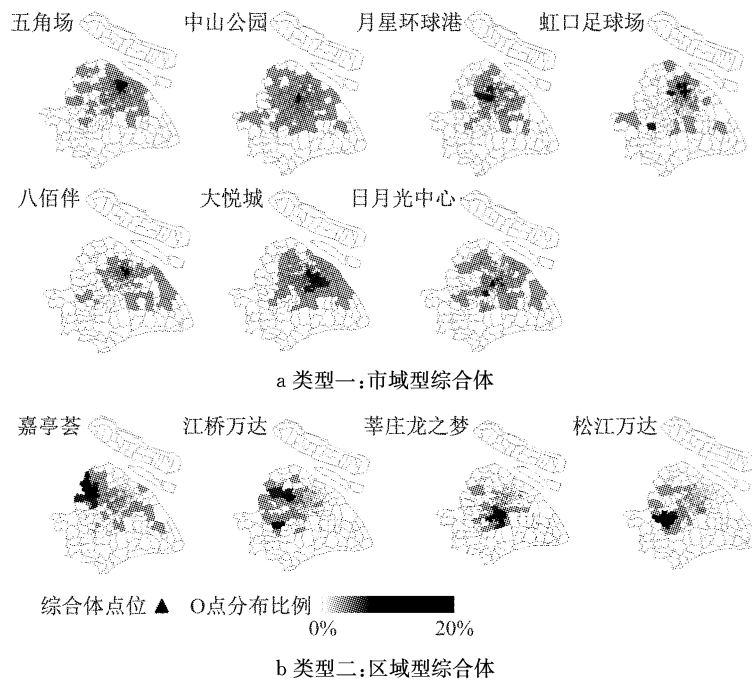 五角场 中山公园 月星环球港 虹口足球场
八佰伴 大悦城 日月光中心
a 类型一:市域型综合体
嘉亭荟 江桥万达 莘庄龙之梦 松江万达
综合体点位 O点分布比例
0% 20%
b 类型二:区域型综合体